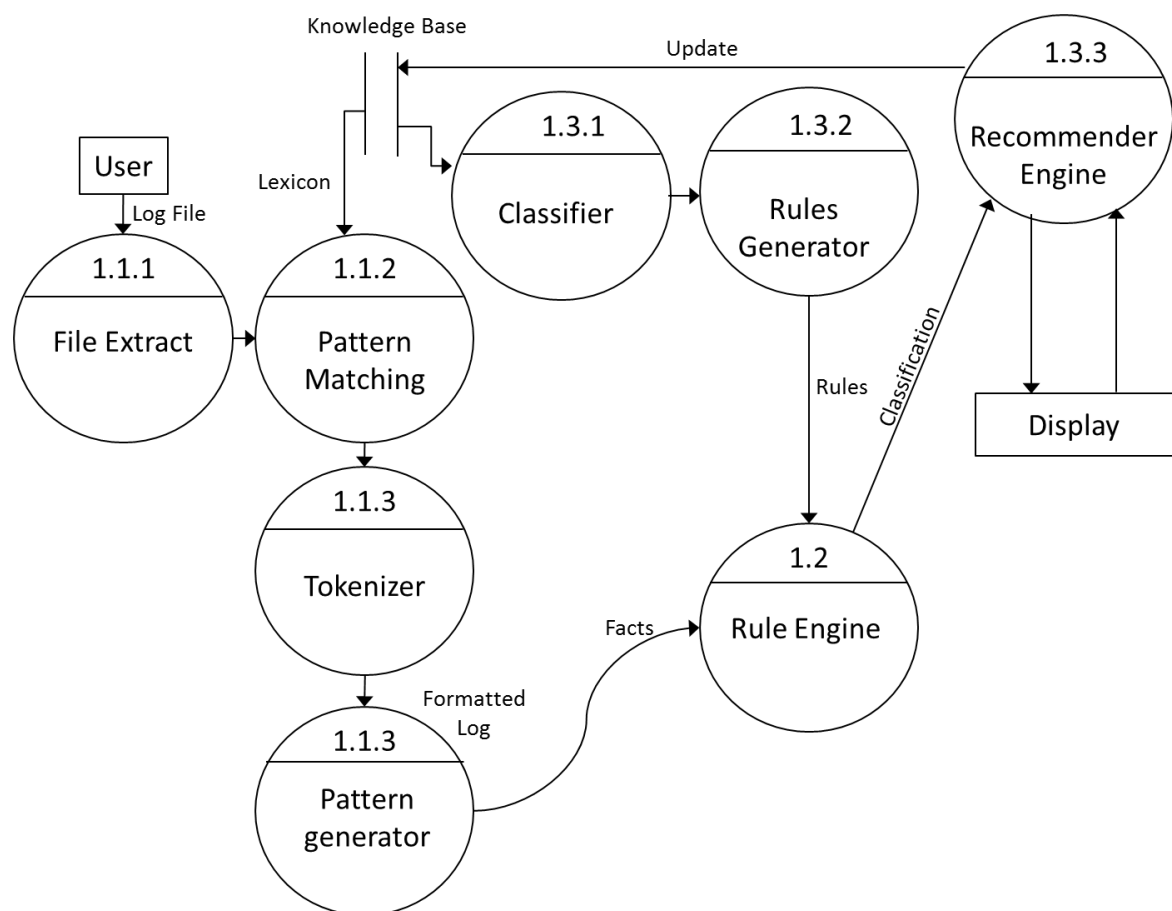 Knowledge Base
Update
1.3.3
Recommender
Engine
1.3.1
Classifier
1.3.2
Rules
Generator
User
Log File
Lexicon
1.1.1
File Extract
1.1.2
Pattern
Matching
Rules
Classification
Display
1.1.3
Tokenizer
1.2
Rule Engine
Facts
Formatted
Log
1.1.3
Pattern
generator